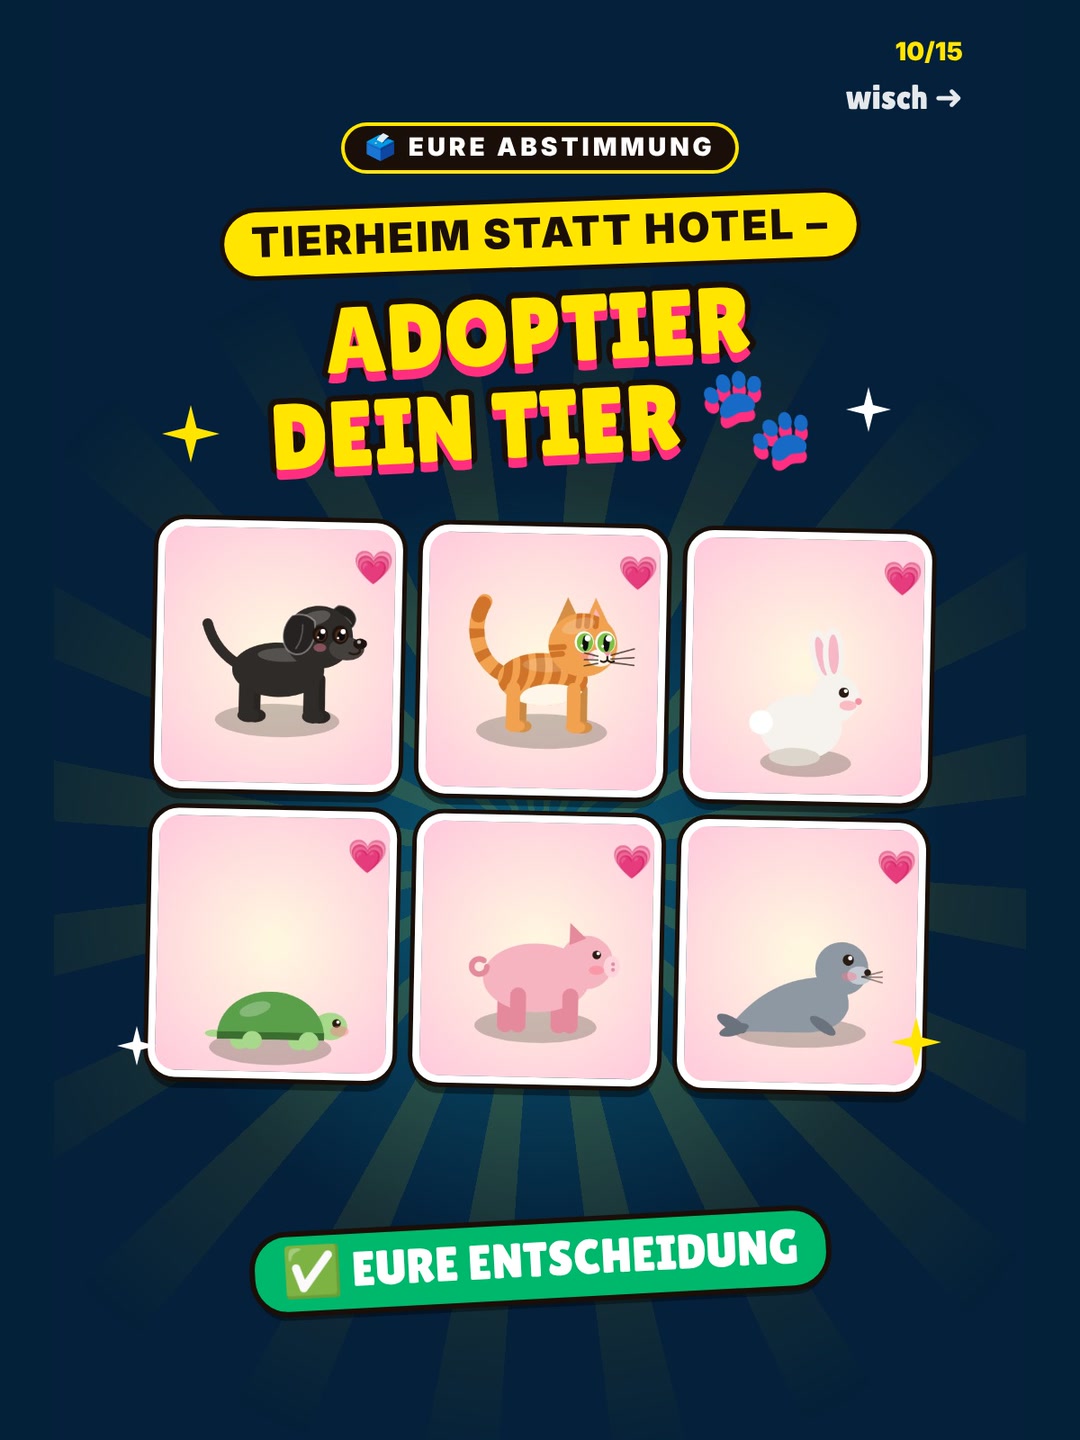 10/15
wisch →
EURE ABSTIMMUNG
TIERHEIM STATT HOTEL –
ADOPTIER
DEIN TIER
EURE ENTSCHEIDUNG